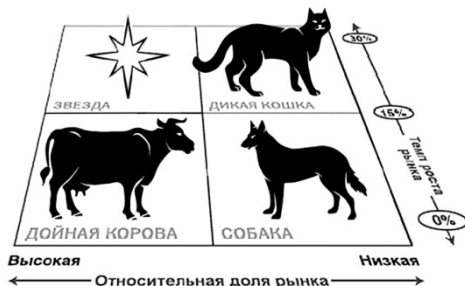 30%
ЗВЕЗДА
ДИКАЯ КОШКА
15%
Темп роста
рынка
ДОЙНАЯ КОРОВА
СОБАКА
0%
Высокая
Низкая
Относительная доля рынка